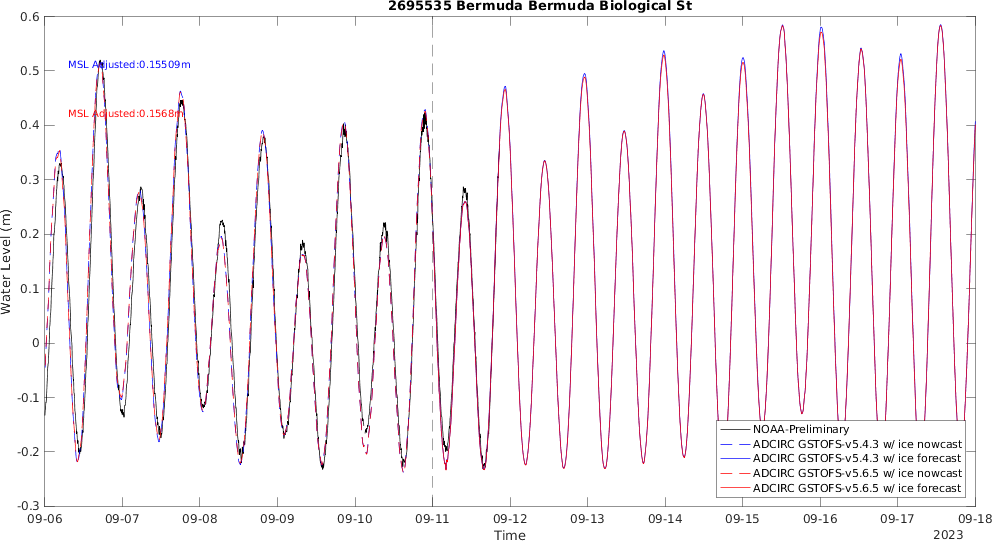 2695535 Bermuda Bermuda Biological St
0.6
0.5
0.4
0.3
0.2
0.1
0
-0.1
-0.2
-0.3
Water Level (m)
MSL Adjusted:0.15509m
MSL Adjusted:0.1568m
NOAA-Preliminary
ADCIRC GSTOFS-v5.4.3 w/ ice nowcast
ADCIRC GSTOFS-v5.4.3 w/ ice forecast
ADCIRC GSTOFS-v5.6.5 w/ ice nowcast
ADCIRC GSTOFS-v5.6.5 w/ ice forecast
09-06 09-07 09-08 09-09 09-10 09-11 09-12 09-13 09-14 09-15 09-16 09-17 09-18
Time
2023